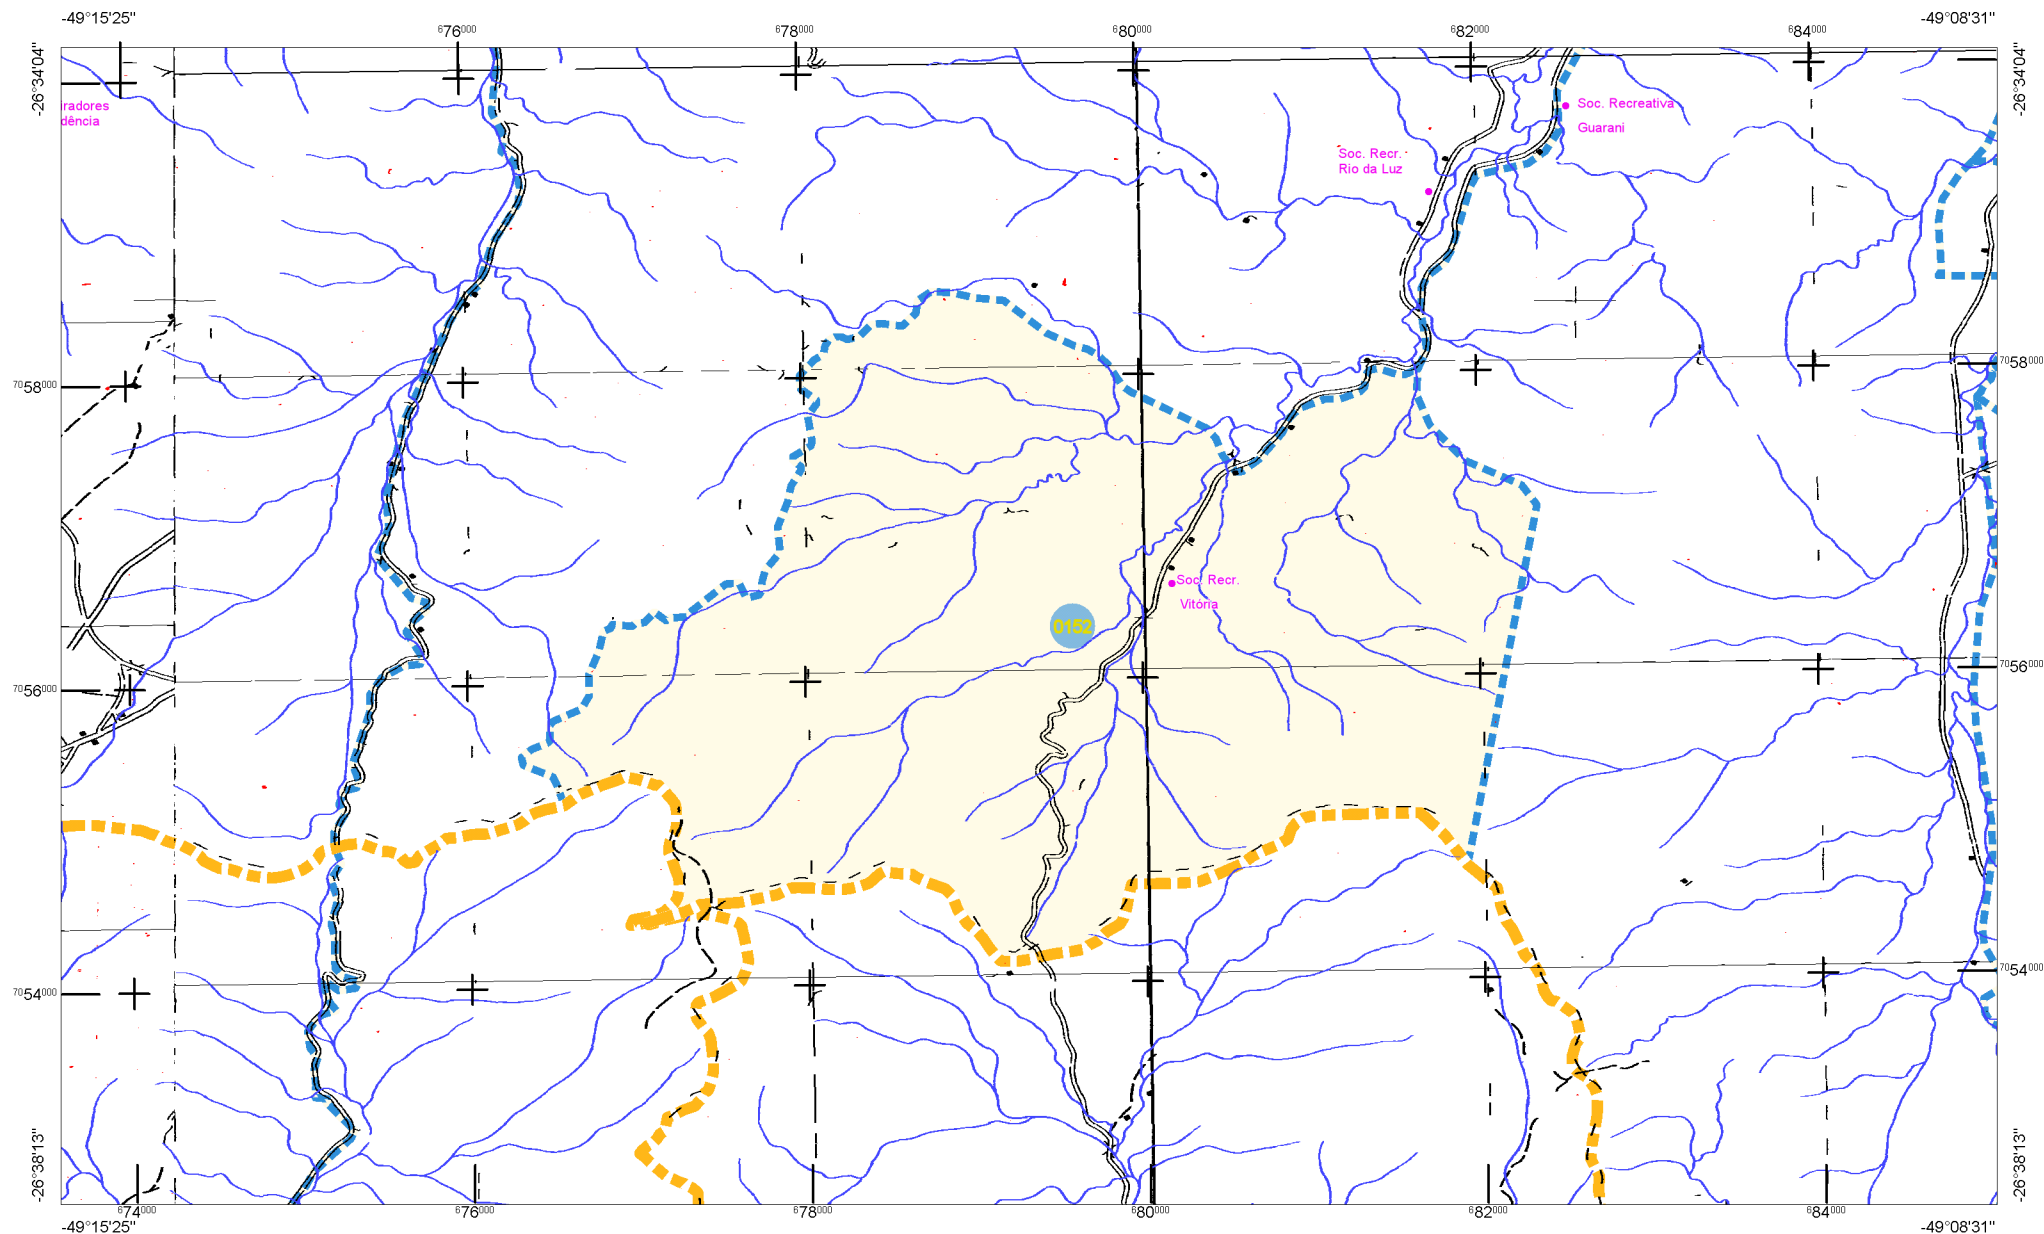 -49°15'25" -49°08'31"
⁶76⁰⁰⁰ ⁶78⁰⁰⁰ ⁶80⁰⁰⁰ ⁶82⁰⁰⁰ ⁶84⁰⁰⁰
-26°34'04" -26°34'04"
iradores
dência
Soc. Recreativa
Guarani
Soc. Recr.
Rio da Luz
⁷⁰58⁰⁰⁰ ⁷⁰58⁰⁰⁰
Soc. Recr.
Vitória
0152
⁷⁰56⁰⁰⁰ ⁷⁰56⁰⁰⁰
⁷⁰54⁰⁰⁰ ⁷⁰54⁰⁰⁰
-26°38'13" -26°38'13"
⁶74⁰⁰⁰ ⁶76⁰⁰⁰ ⁶78⁰⁰⁰ ⁶80⁰⁰⁰ ⁶82⁰⁰⁰ ⁶84⁰⁰⁰
-49°15'25" -49°08'31"